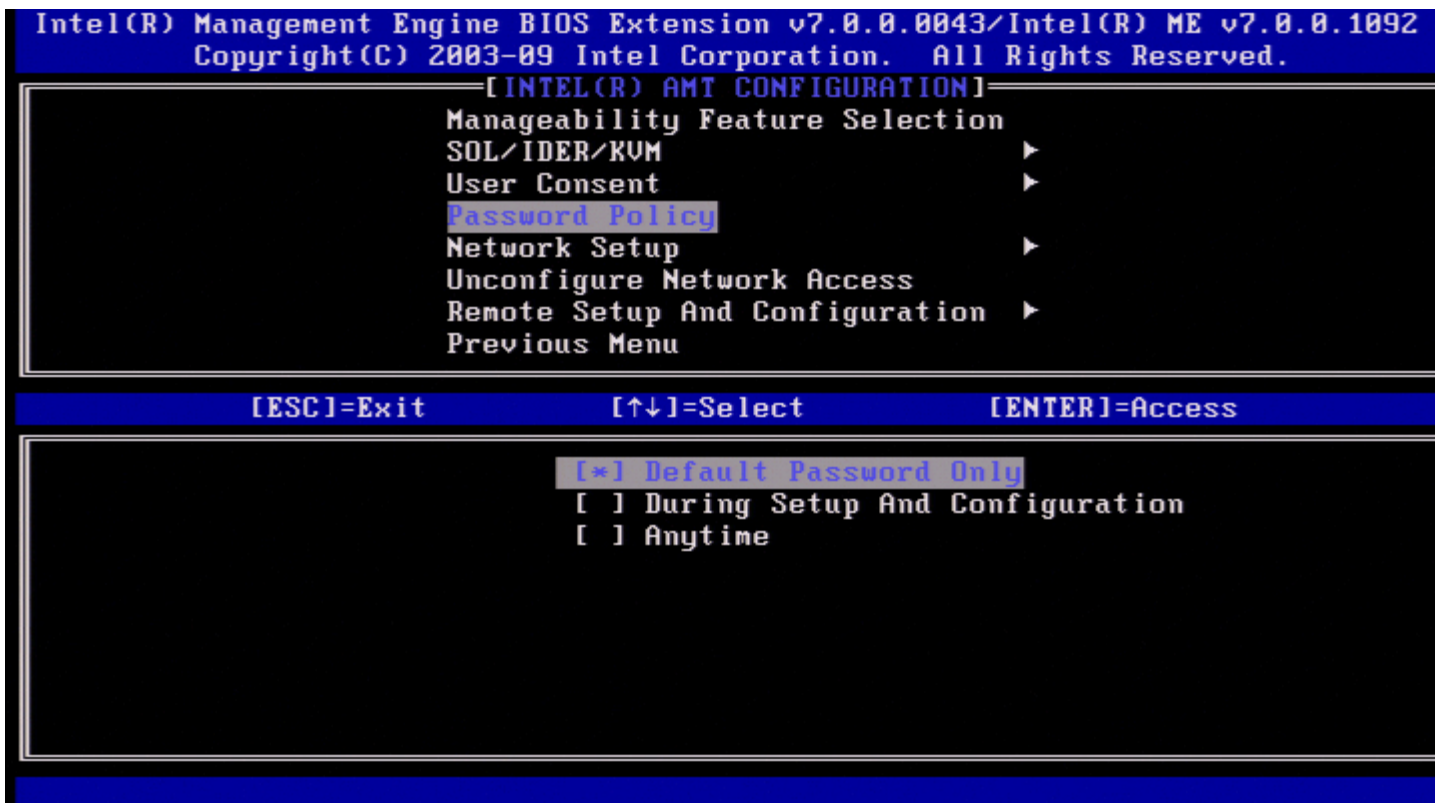 Intel(R) Management Engine BIOS Extension v7.0.0.0043/Intel(R) ME v7.0.0.1092
Copyright(C) 2003-09 Intel Corporation. All Rights Reserved.
[INTEL(R) AMT CONFIGURATION]
Manageability Feature Selection
SOL/IDER/KVM ►
User Consent ►
Password Policy
Network Setup ►
Unconfigure Network Access
Remote Setup And Configuration ►
Previous Menu
[ESC]=Exit [↑↓]=Select [ENTER]=Access
[*] Default Password Only
[ ] During Setup And Configuration
[ ] Anytime